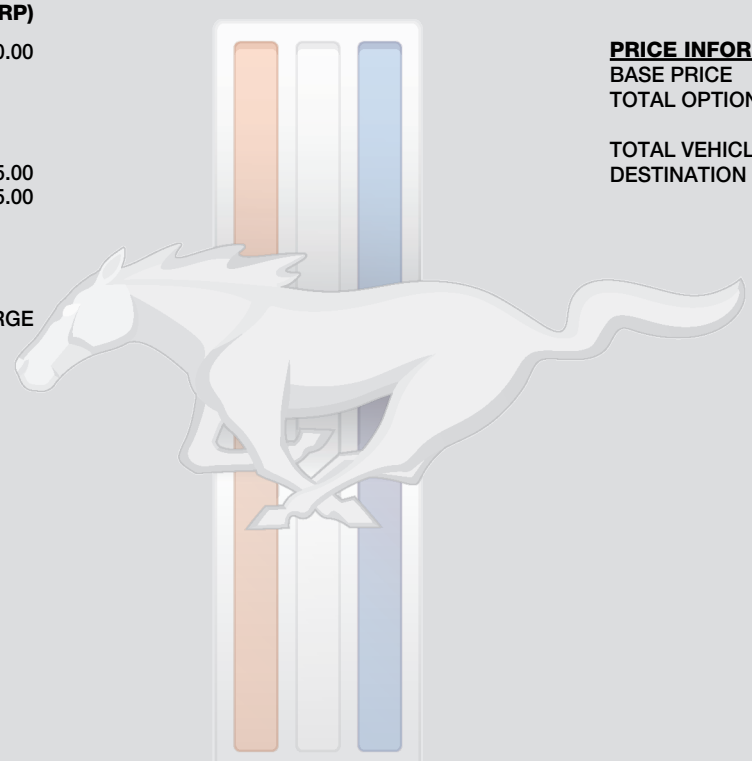 RP)
0.00
5.00
5.00
RGE
PRICE INFOR
BASE PRICE
TOTAL OPTION
TOTAL VEHICL
DESTINATION